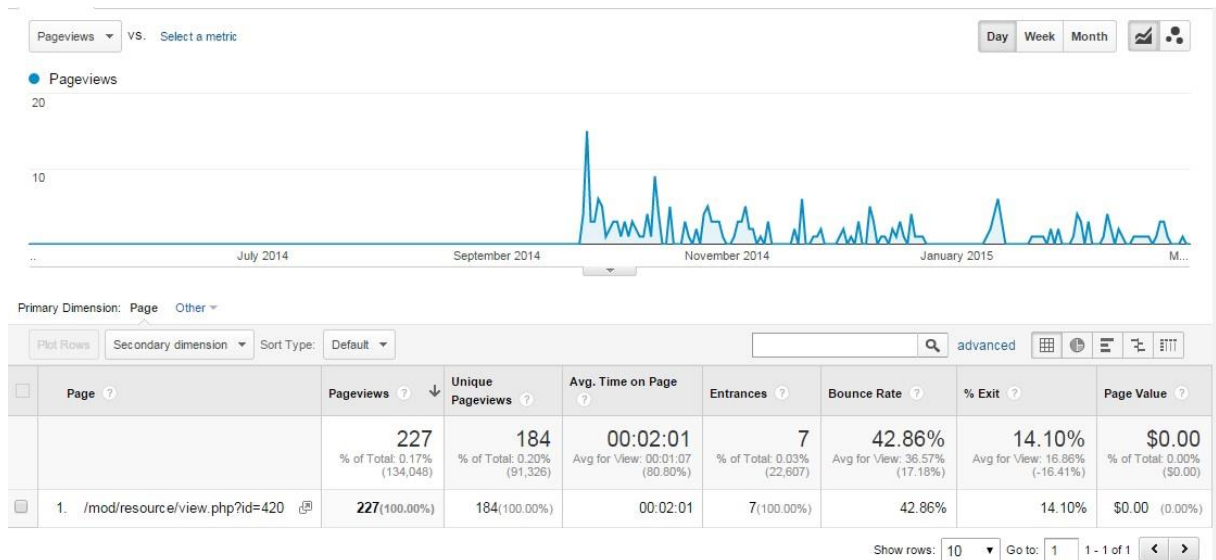 Pageviews VS. Select a metric Day Week Month
Pageviews
20
10
.. July 2014 September 2014 November 2014 January 2015 M...
Primary Dimension: Page Other
Plot Rows Secondary dimension Sort Type: Default advanced
Page ? Pageviews ? Unique Pageviews ? Avg. Time on Page ? Entrances ? Bounce Rate ? % Exit ? Page Value ?
227 184 00:02:01 7 42.86% 14.10% $0.00
% of Total: 0.17% % of Total: 0.20% Avg for View: 00:01:07 % of Total: 0.03% Avg for View: 36.57% Avg for View: 16.86% % of Total: 0.00%
(134,048) (91,326) (80.80%) (22,607) (17.18%) (-16.41%) ($0.00)
1. /mod/resource/view.php?id=420 227(100.00%) 184(100.00%) 00:02:01 7(100.00%) 42.86% 14.10% $0.00 (0.00%)
Show rows: 10 Go to: 1 1 - 1 of 1